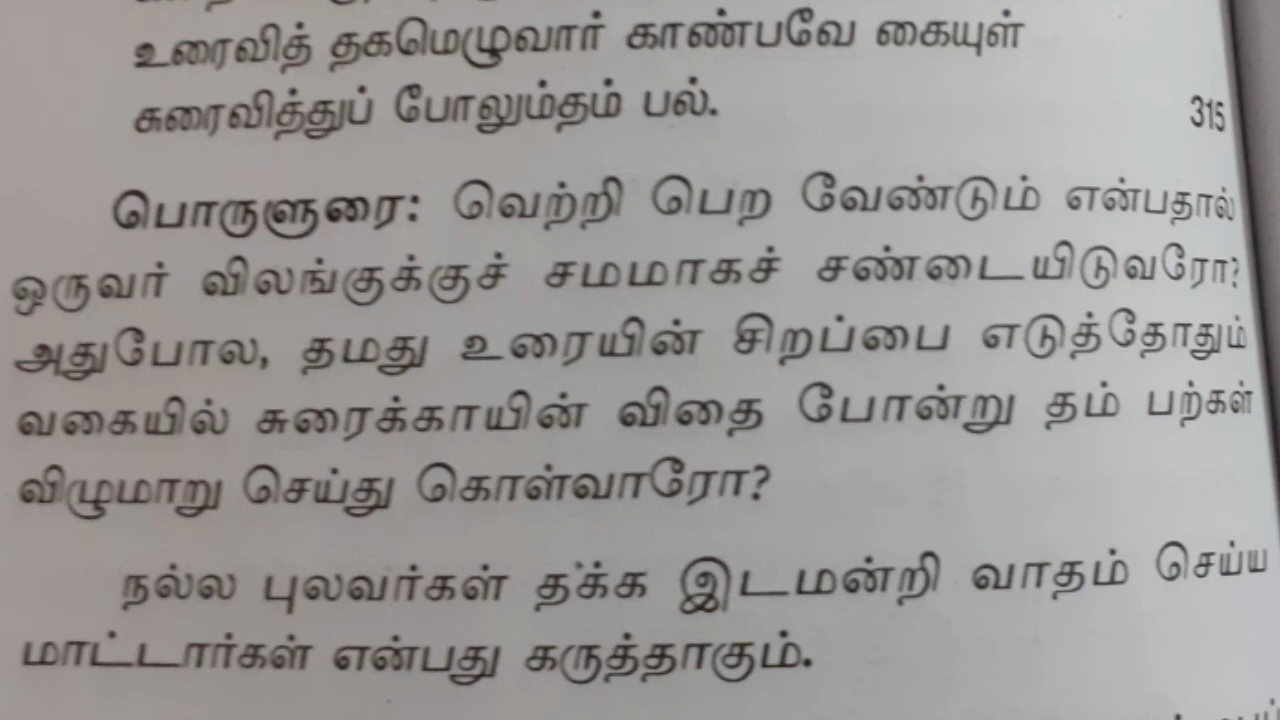 உரைவித் தகமெழுவார் காண்பவே கையுள்
சுரைவித்துப் போலும்தம் பல்.
315
பொருளுரை: வெற்றி பெற வேண்டும் என்பதால்
ஒருவர் விலங்குக்குச் சமமாகச் சண்டையிடுவரோ?
அதுபோல, தமது உரையின் சிறப்பை எடுத்தோதும்
வகையில் சுரைக்காயின் விதை போன்று தம் பற்கள்
விழுமாறு செய்து கொள்வாரோ?
நல்ல புலவர்கள் தக்க இடமன்றி வாதம் செய்ய
மாட்டார்கள் என்பது கருத்தாகும்.